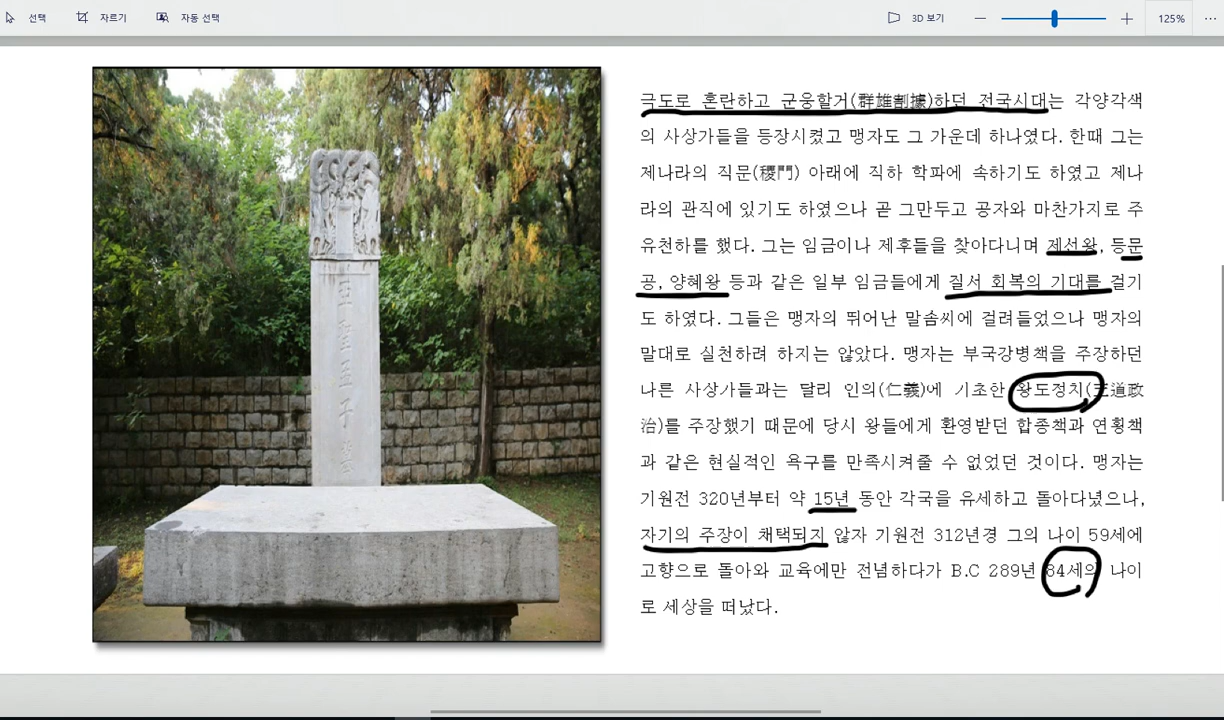 선택
자르기
자동 선택
3D 보기
125%
극도로 혼란하고 군웅할거(群雄割據)하던 전국시대는 각양각색
의 사상가들을 등장시켰고 맹자도 그 가운데 하나였다. 한때 그는
제나라의 직문(稷門) 아래에 직하 학파에 속하기도 하였고 제나
라의 관직에 있기도 하였으나 곧 그만두고 공자와 마찬가지로 주
유천하를 했다. 그는 임금이나 제후들을 찾아다니며 제선왕, 등문
공, 양혜왕 등과 같은 일부 임금들에게 질서 회복의 기대를 걸기
도 하였다. 그들은 맹자의 뛰어난 말솜씨에 걸려들었으나 맹자의
말대로 실천하려 하지는 않았다. 맹자는 부국강병책을 주장하던
나른 사상가들과는 달리 인의(仁義)에 기초한 왕도정치(王道政
治)를 주장했기 때문에 당시 왕들에게 환영받던 합종책과 연횡책
과 같은 현실적인 욕구를 만족시켜줄 수 없었던 것이다. 맹자는
기원전 320년부터 약 15년 동안 각국을 유세하고 돌아다녔으나,
자기의 주장이 채택되지 않자 기원전 312년경 그의 나이 59세에
고향으로 돌아와 교육에만 전념하다가 B.C 289년 84세의 나이
로 세상을 떠났다.